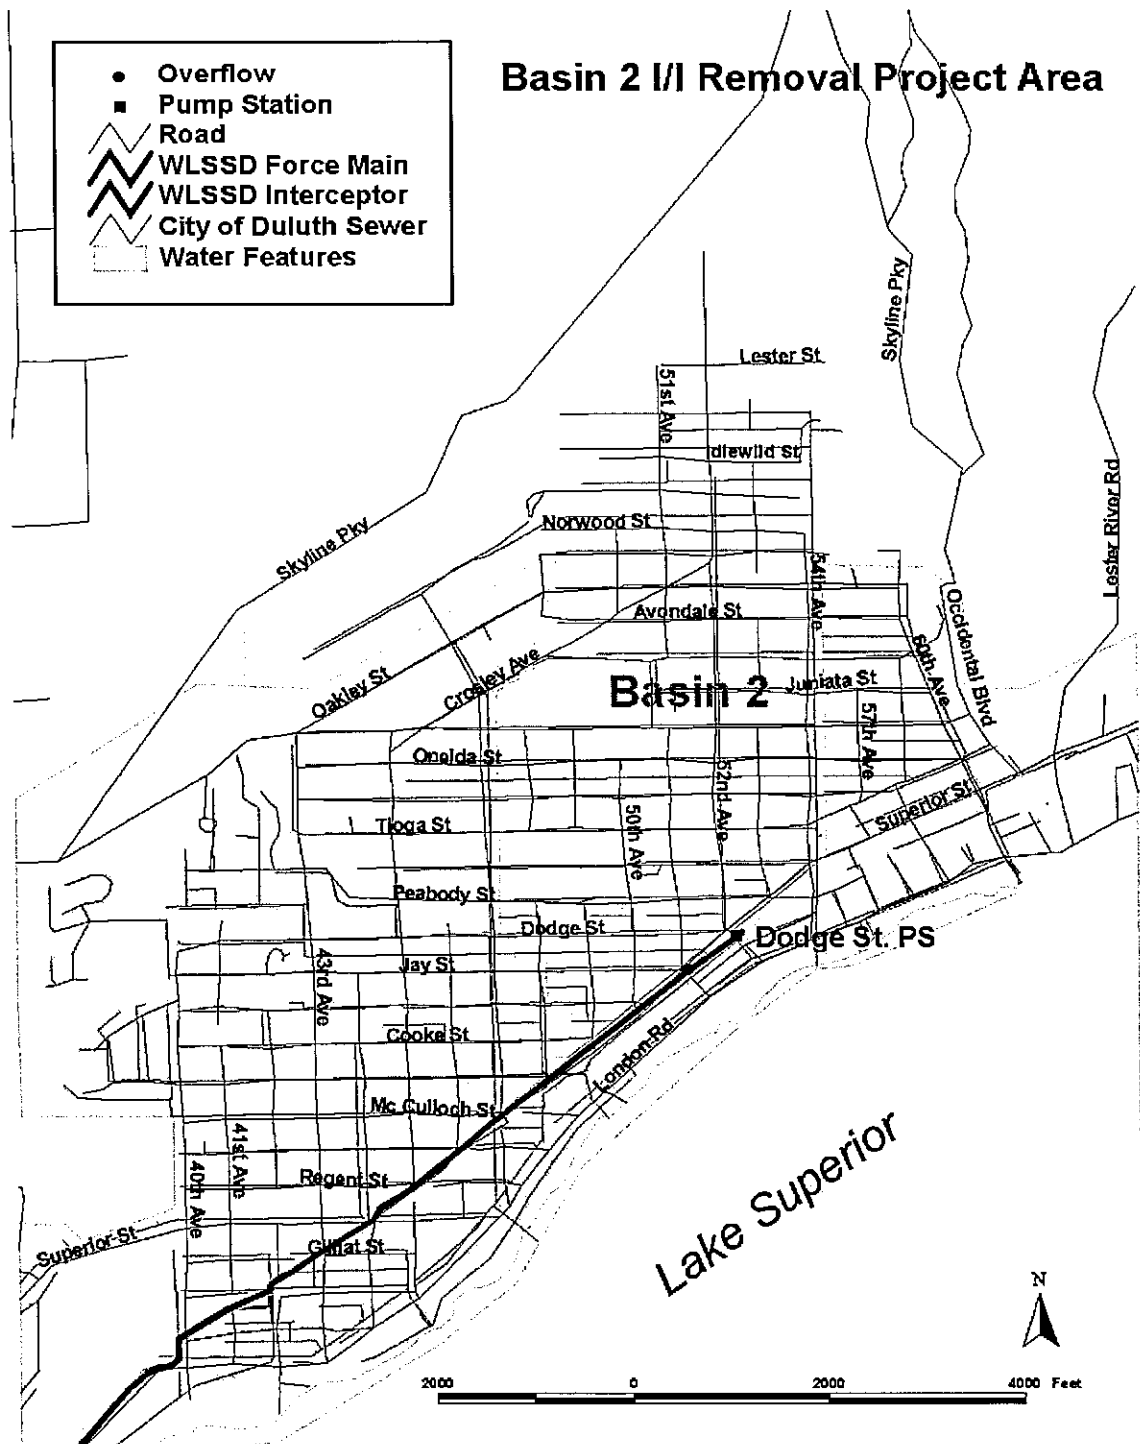 Basin 2 I/I Removal Project Area
Overflow
Pump Station
Road
WLSSD Force Main
WLSSD Interceptor
City of Duluth Sewer
Water Features
Skyline Pky
Lester St
51st Ave
Lester River Rd
dlewild St
Norwood St
Skyline Pky
54th Ave
Avondale St
Occidental Blvd
60th Ave
Crosley Ave
Oakley St
Basin 2
Juniata St
57th Ave
Oneida St
52nd Ave
Superior St
50th Ave
Tioga St
Peabody St
Dodge St
Dodge St. PS
Jay St
43rd Ave
Cooke St
London Rd
Mc Culloch St
41st Ave
40th Ave
Regent St
Lake Superior
Superior St
Gilliat St
N
2000 0 2000 4000 Feet